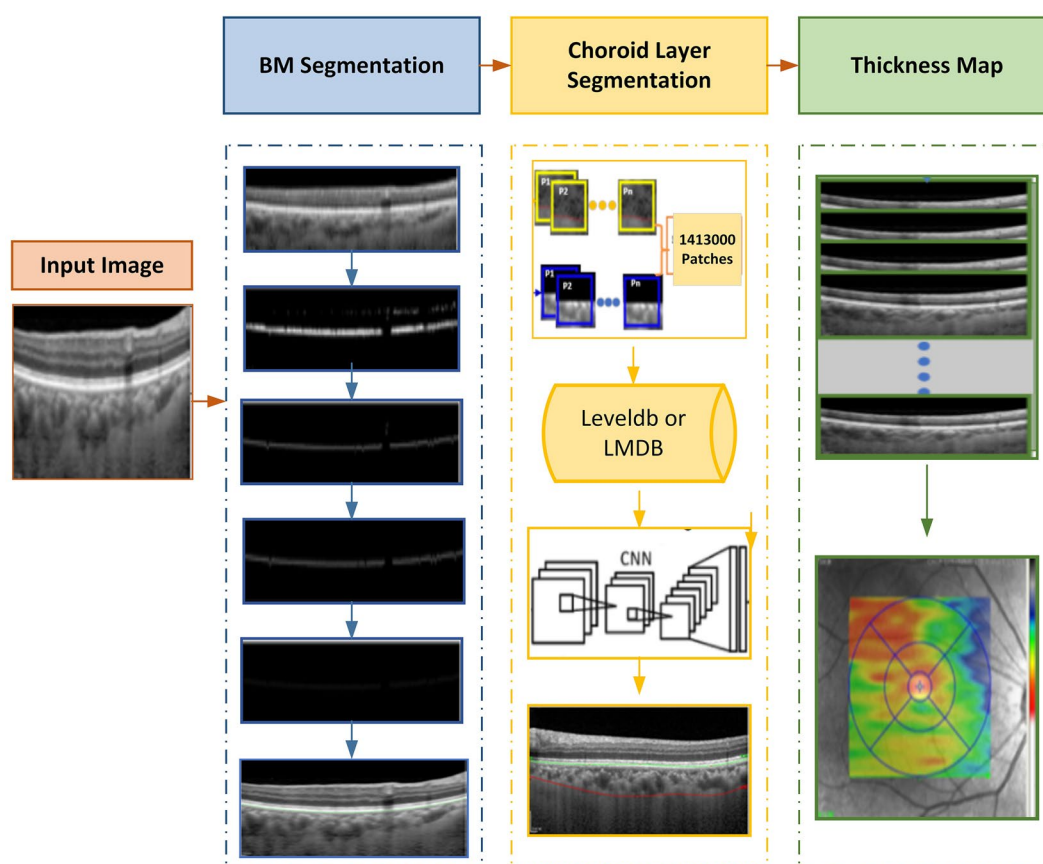 BM Segmentation
Choroid Layer
Segmentation
Thickness Map
Input Image
P1
P2
Pn
1413000
Patches
P1
P2
Pn
Leveldb or
LMDB
CNN